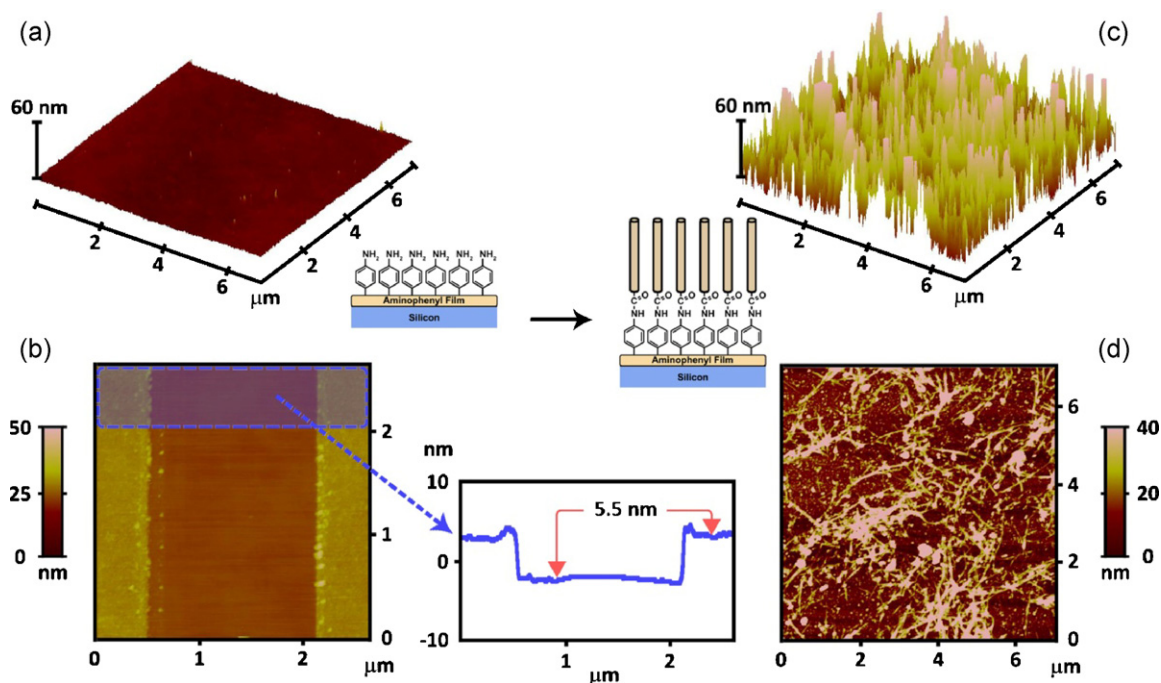 (a)
60 nm
2
4
6
μm
2
4
6
(c)
60 nm
2
4
6
μm
2
4
6
NH2 NH2 NH2 NH2 NH2 NH2
Aminophenyl Film
Silicon
C O C O C O C O C O C O
NH NH NH NH NH NH
Aminophenyl Film
Silicon
(b)
50
25
0
nm
2
1
0
0 1 2 μm
nm
10
0
-10
5.5 nm
1 2
μm
(d)
6
4
2
0
0 2 4 6 μm
40
20
0
nm